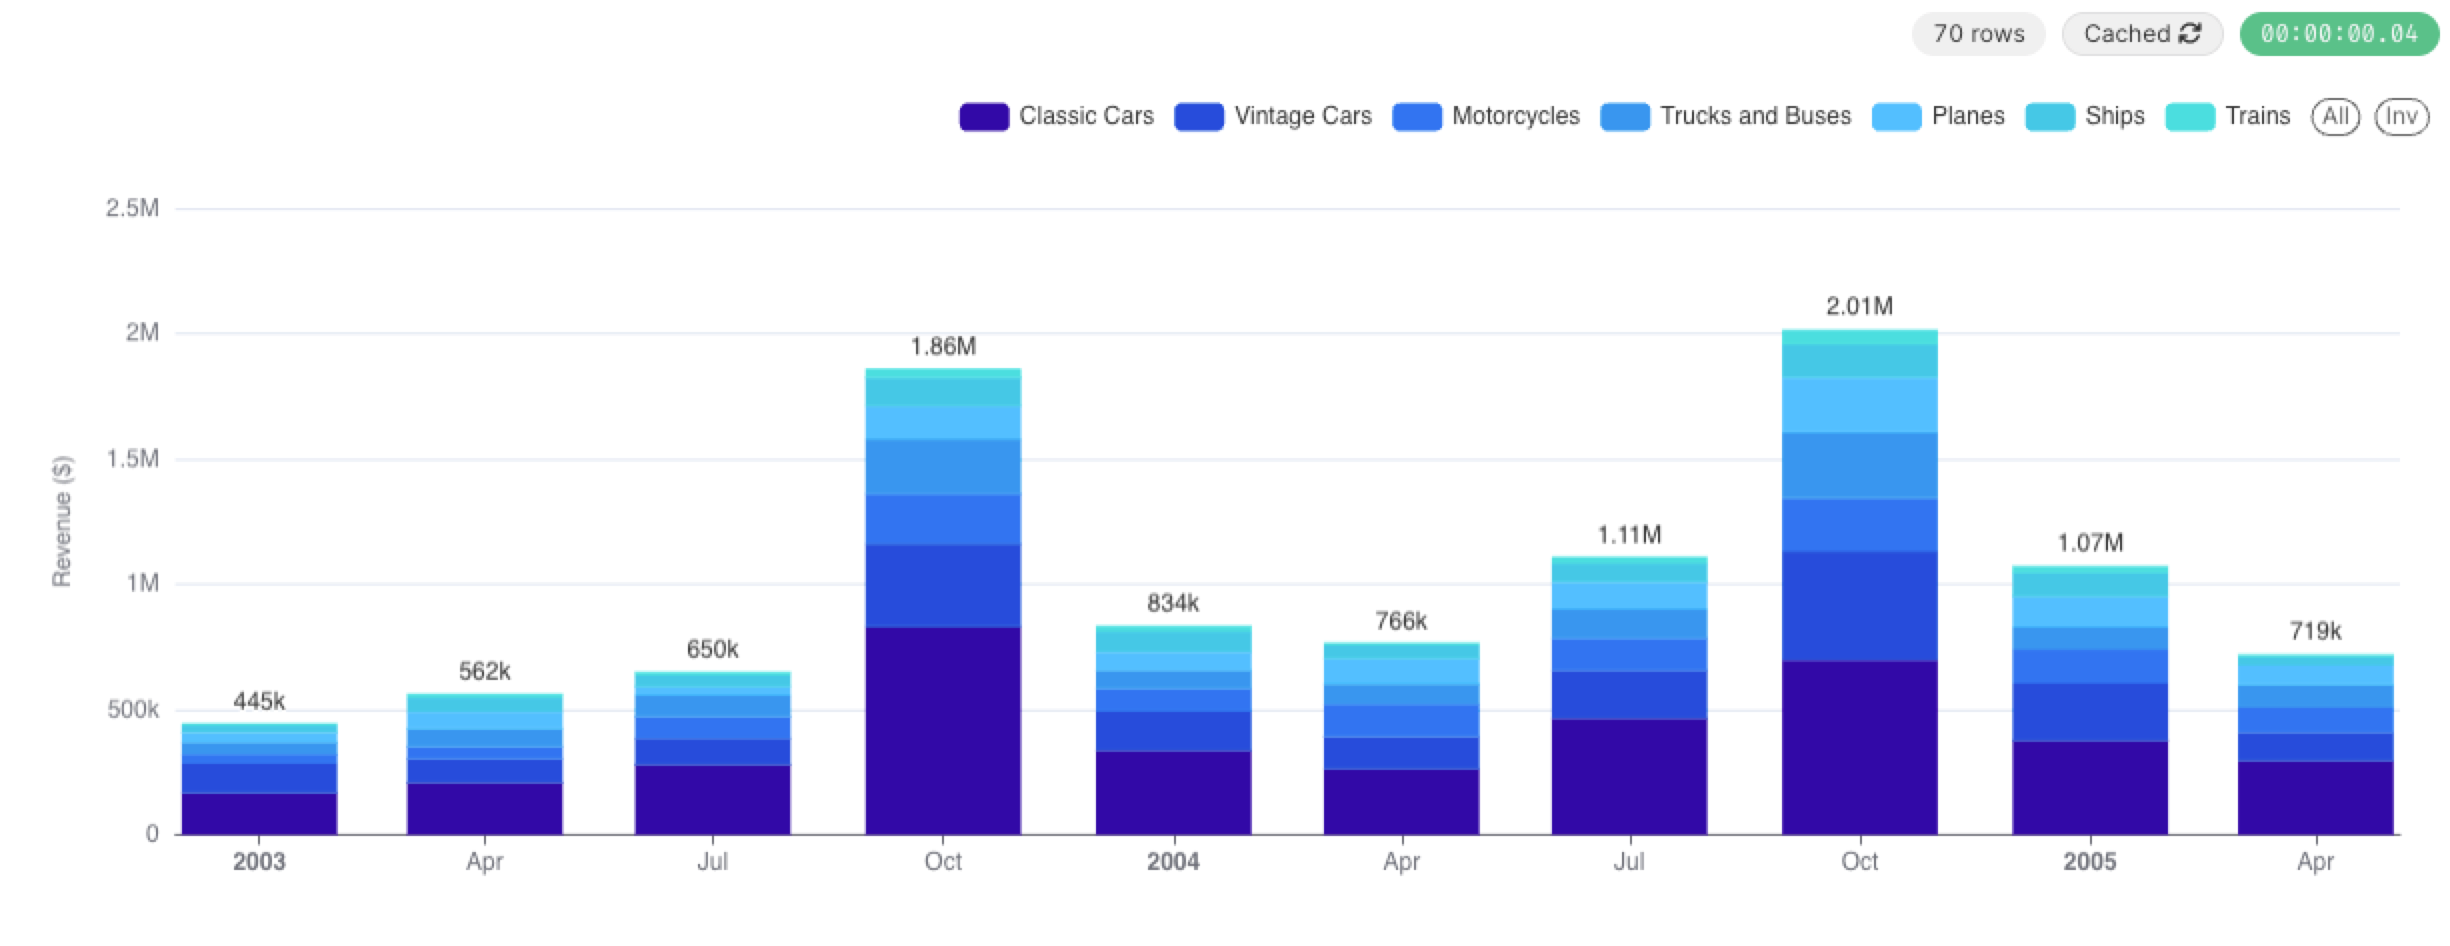 70 rows Cached 00:00:00.04
Classic Cars Vintage Cars Motorcycles Trucks and Buses Planes Ships Trains All Inv
2.5M
2M
1.5M
1M
500k
0
Revenue ($)
445k
562k
650k
1.86M
834k
766k
1.11M
2.01M
1.07M
719k
2003 Apr Jul Oct 2004 Apr Jul Oct 2005 Apr